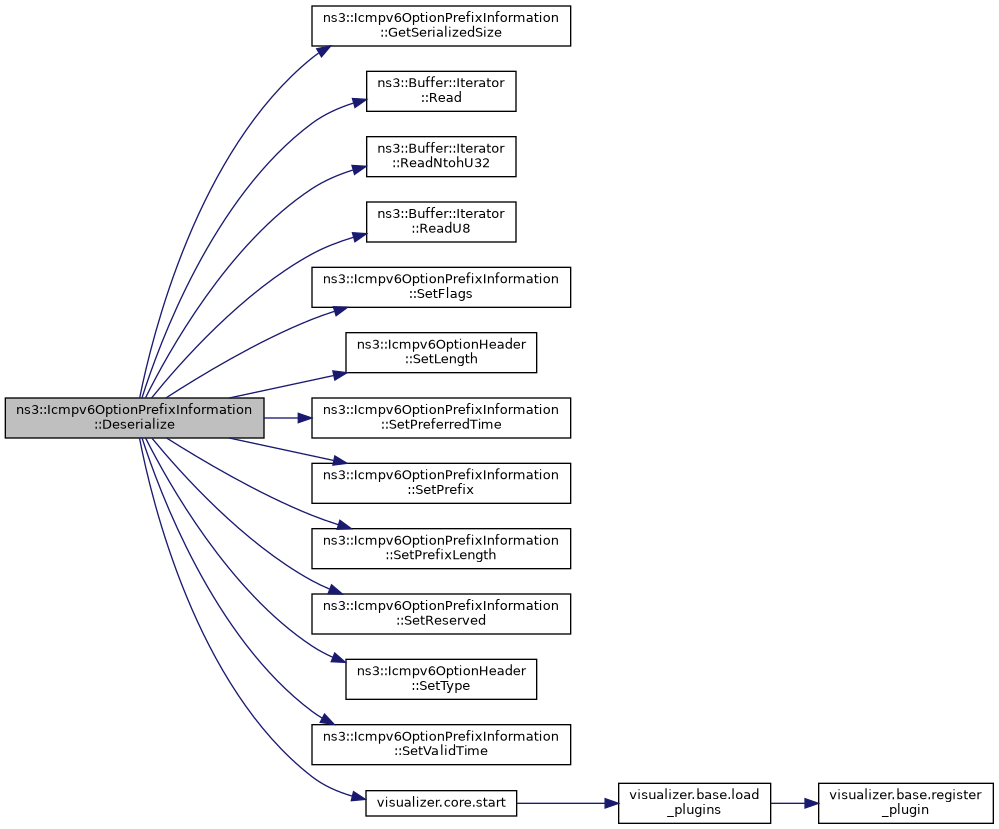 ns3::Icmpv6OptionPrefixInformation
::GetSerializedSize
ns3::Buffer::Iterator
::Read
ns3::Buffer::Iterator
::ReadNtohU32
ns3::Buffer::Iterator
::ReadU8
ns3::Icmpv6OptionPrefixInformation
::SetFlags
ns3::Icmpv6OptionHeader
::SetLength
ns3::Icmpv6OptionPrefixInformation
::Deserialize
ns3::Icmpv6OptionPrefixInformation
::SetPreferredTime
ns3::Icmpv6OptionPrefixInformation
::SetPrefix
ns3::Icmpv6OptionPrefixInformation
::SetPrefixLength
ns3::Icmpv6OptionPrefixInformation
::SetReserved
ns3::Icmpv6OptionHeader
::SetType
ns3::Icmpv6OptionPrefixInformation
::SetValidTime
visualizer.core.start
visualizer.base.load
_plugins
visualizer.base.register
_plugin